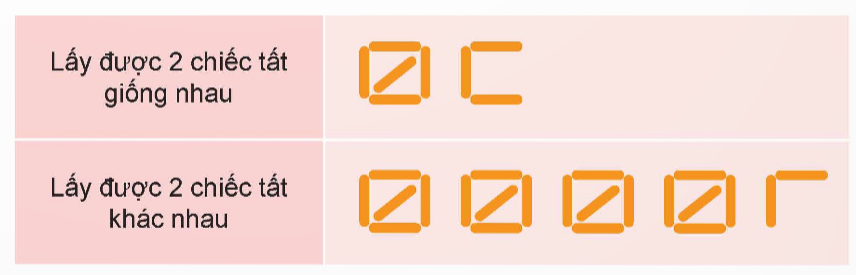 Lấy được 2 chiếc tất
giống nhau
Lấy được 2 chiếc tất
khác nhau